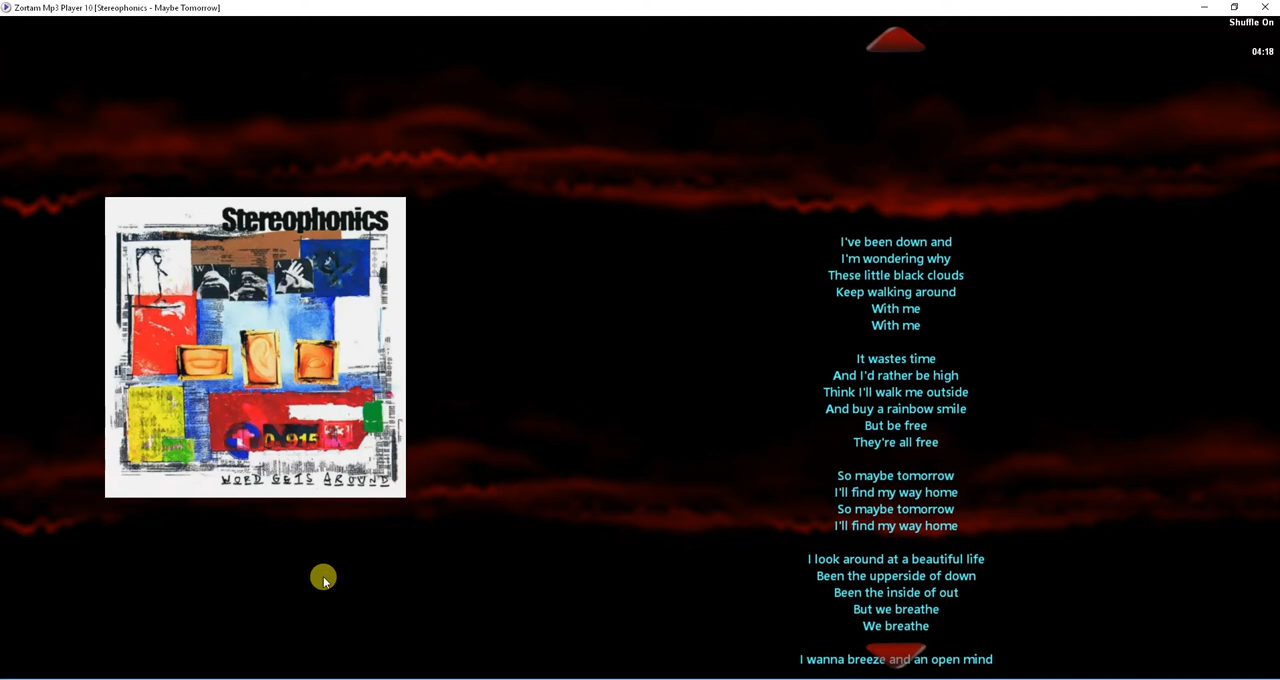 Zortam Mp3 Player 10 [Stereophonics - Maybe Tomorrow]
Shuffle On
04:18
Stereophonics
W G A
0.915
WORD GETS AROUND
I've been down and
I'm wondering why
These little black clouds
Keep walking around
With me
With me
It wastes time
And I'd rather be high
Think I'll walk me outside
And buy a rainbow smile
But be free
They're all free
So maybe tomorrow
I'll find my way home
So maybe tomorrow
I'll find my way home
I look around at a beautiful life
Been the upperside of down
Been the inside of out
But we breathe
We breathe
I wanna breeze and an open mind